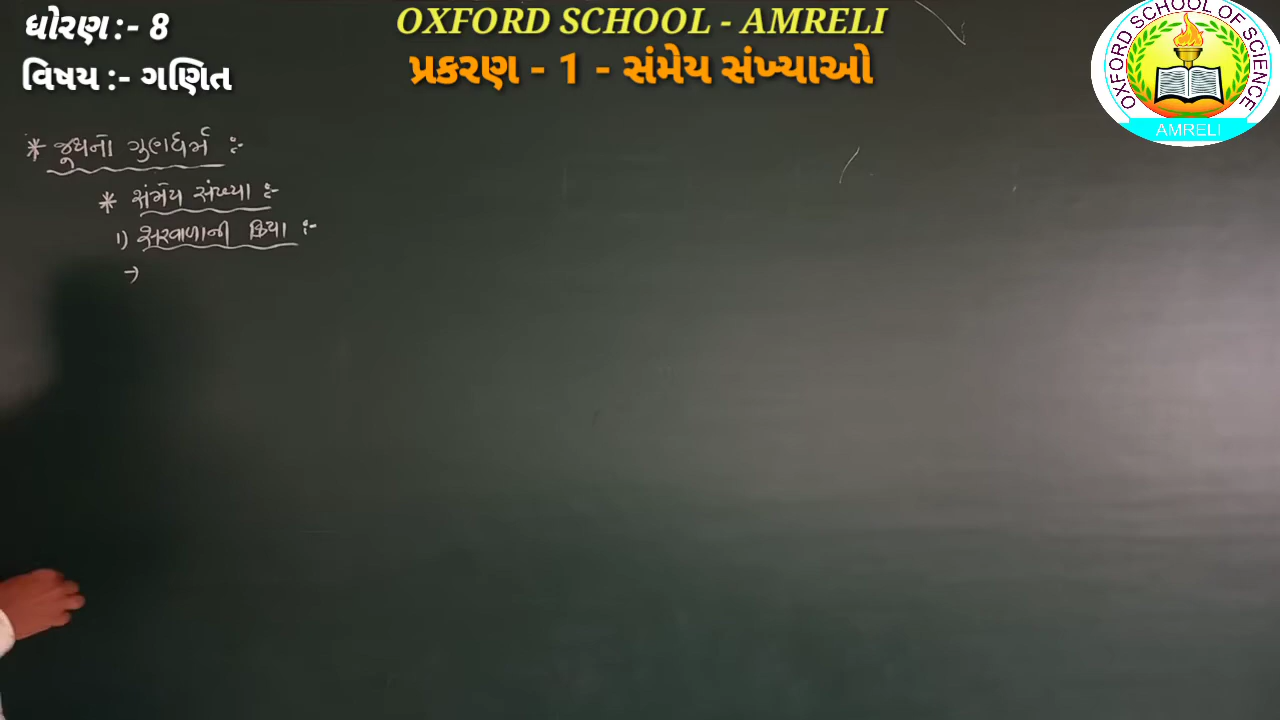 ધોરણ :- 8
વિષય :- ગણિત
OXFORD SCHOOL - AMRELI
પ્રકરણ - 1 - સંમેય સંખ્યાઓ
OXFORD SCHOOL OF SCIENCE
AMRELI
* જૂથનો ગુણધર્મ :-
* સંમેય સંખ્યા :-
1) સરવાળાની ક્રિયા :-
→